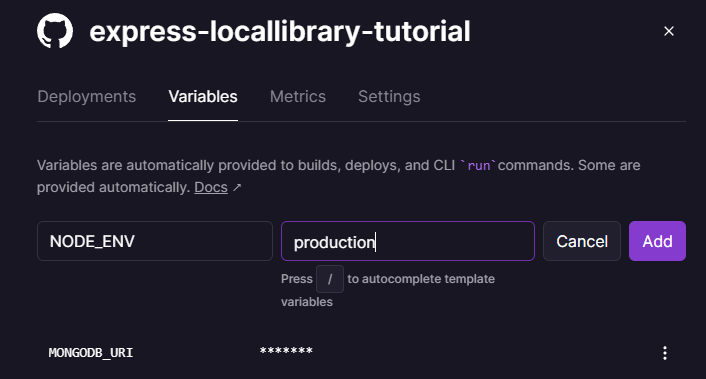 express-locallibrary-tutorial
Deployments Variables Metrics Settings
Variables are automatically provided to builds, deploys, and CLI `run`commands. Some are
provided automatically. Docs ↗
NODE_ENV production Cancel Add
Press / to autocomplete template
variables
MONGODB_URI *******